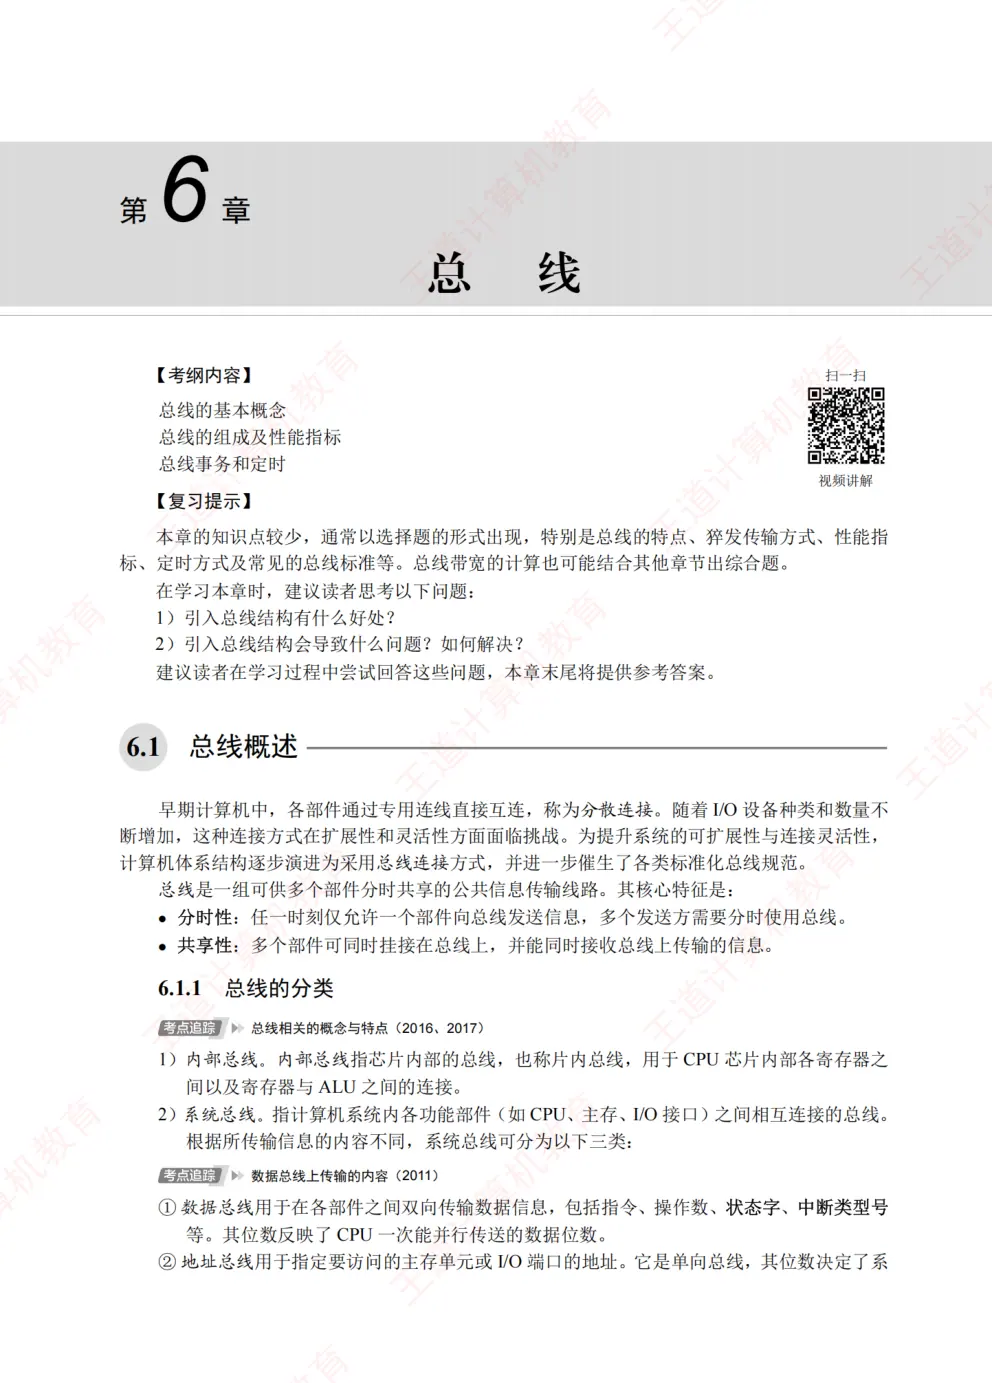 第6章
总 线
【考纲内容】
扫一扫
总线的基本概念
总线的组成及性能指标
总线事务和定时
视频讲解
【复习提示】
本章的知识点较少，通常以选择题的形式出现，特别是总线的特点、猝发传输方式、性能指
标、定时方式及常见的总线标准等。总线带宽的计算也可能结合其他章节出综合题。
在学习本章时，建议读者思考以下问题：
1）引入总线结构有什么好处？
2）引入总线结构会导致什么问题？如何解决？
建议读者在学习过程中尝试回答这些问题，本章末尾将提供参考答案。
6.1 总线概述
早期计算机中，各部件通过专用连线直接互连，称为分散连接。随着 I/O 设备种类和数量不
断增加，这种连接方式在扩展性和灵活性方面面临挑战。为提升系统的可扩展性与连接灵活性，
计算机体系结构逐步演进为采用总线连接方式，并进一步催生了各类标准化总线规范。
总线是一组可供多个部件分时共享的公共信息传输线路。其核心特征是：
• 分时性：任一时刻仅允许一个部件向总线发送信息，多个发送方需要分时使用总线。
• 共享性：多个部件可同时挂接在总线上，并能同时接收总线上传输的信息。
6.1.1 总线的分类
考点追踪 总线相关的概念与特点（2016、2017）
1）内部总线。内部总线指芯片内部的总线，也称片内总线，用于 CPU 芯片内部各寄存器之
间以及寄存器与 ALU 之间的连接。
2）系统总线。指计算机系统内各功能部件（如 CPU、主存、I/O 接口）之间相互连接的总线。
根据所传输信息的内容不同，系统总线可分为以下三类：
考点追踪 数据总线上传输的内容（2011）
① 数据总线用于在各部件之间双向传输数据信息，包括指令、操作数、状态字、中断类型号
等。其位数反映了 CPU 一次能并行传送的数据位数。
② 地址总线用于指定要访问的主存单元或 I/O 端口的地址。它是单向总线，其位数决定了系
王道计算机教育